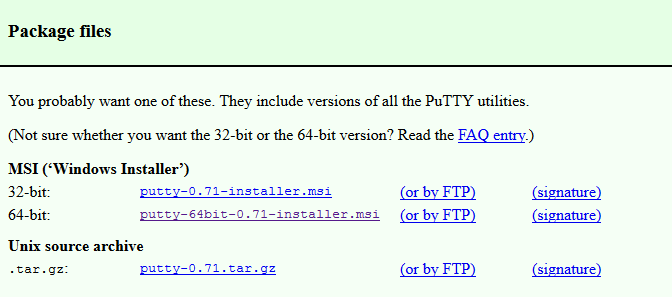 Package files
You probably want one of these. They include versions of all the PuTTY utilities.
(Not sure whether you want the 32-bit or the 64-bit version? Read the FAQ entry.)
MSI (‘Windows Installer’)
32-bit: putty-0.71-installer.msi (or by FTP) (signature)
64-bit: putty-64bit-0.71-installer.msi (or by FTP) (signature)
Unix source archive
.tar.gz: putty-0.71.tar.gz (or by FTP) (signature)